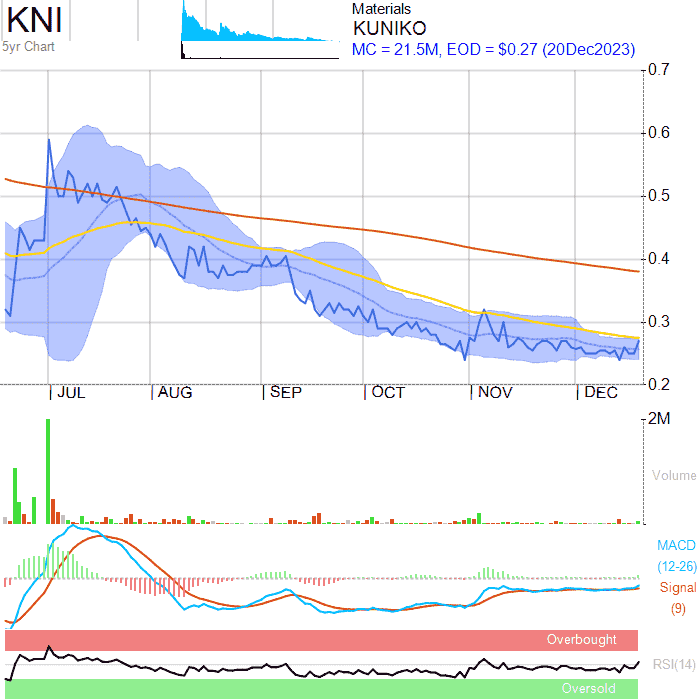 KNI
5yr Chart
Materials
KUNIKO
MC = 21.5M, EOD = $0.27 (20Dec2023)
0.7
0.6
0.5
0.4
0.3
0.2
JUL AUG SEP OCT NOV DEC
2M
Volume
MACD
(12-26)
Signal
(9)
Overbought
RSI(14)
Oversold